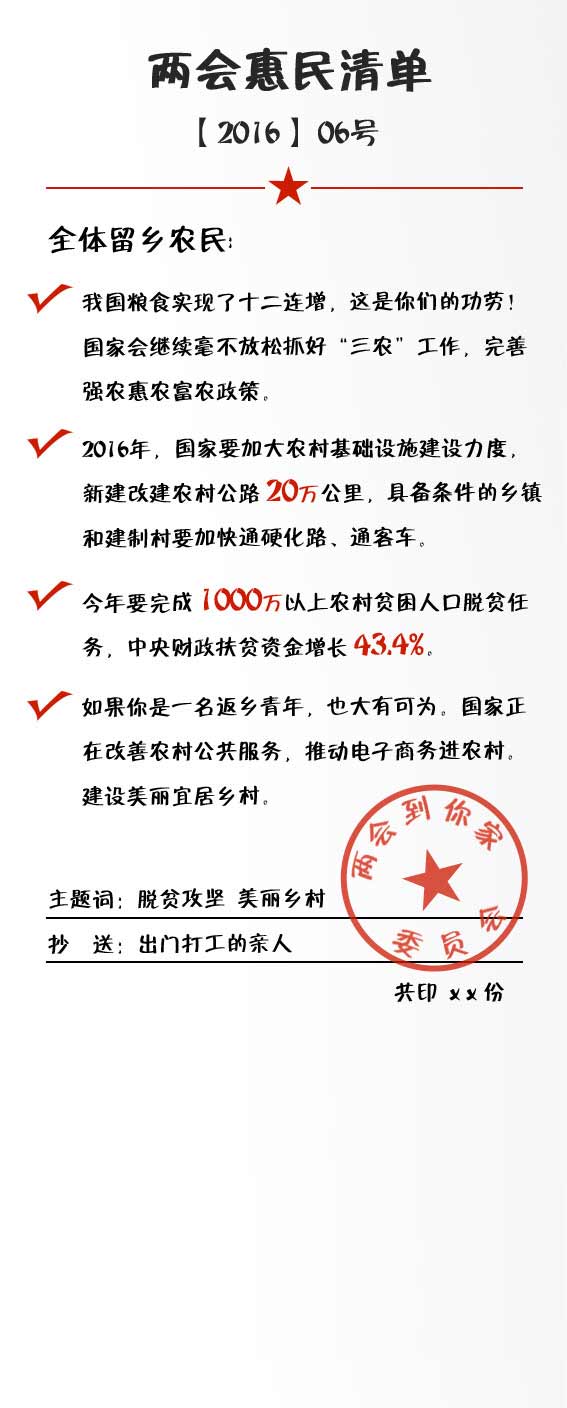 两会惠民清单
【2016】06号
全体留乡农民：
我国粮食实现了十二连增，这是你们的功劳！
国家会继续毫不放松抓好“三农”工作，完善
强农惠农富农政策。
2016年，国家要加大农村基础设施建设力度，
新建改建农村公路20万公里，具备条件的乡镇
和建制村要加快通硬化路、通客车。
今年要完成1000万以上农村贫困人口脱贫任
务，中央财政扶贫资金增长43.4%。
如果你是一名返乡青年，也大有可为。国家正
在改善农村公共服务，推动电子商务进农村。
建设美丽宜居乡村。
两会到你家
委员会
主题词：脱贫攻坚 美丽乡村
抄 送：出门打工的亲人
共印 x x 份